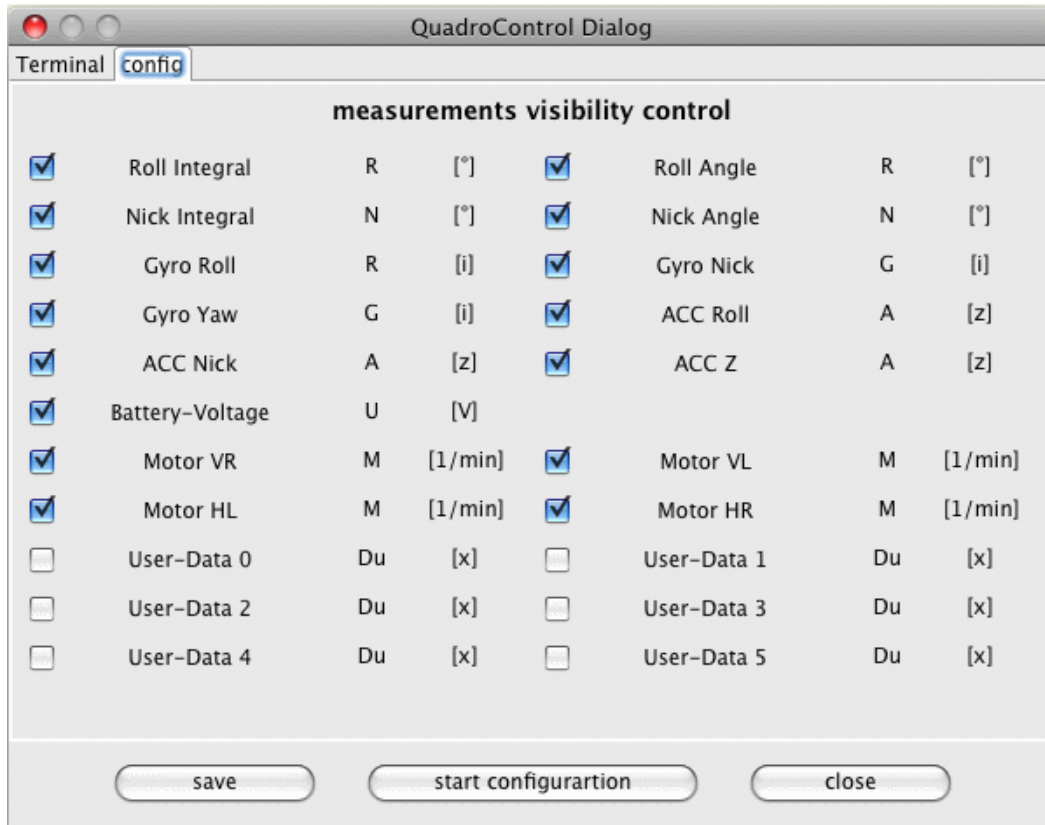 QuadroControl Dialog
Terminal config
measurements visibility control
Roll Integral R [°] Roll Angle R [°]
Nick Integral N [°] Nick Angle N [°]
Gyro Roll R [i] Gyro Nick G [i]
Gyro Yaw G [i] ACC Roll A [z]
ACC Nick A [z] ACC Z A [z]
Battery-Voltage U [V]
Motor VR M [1/min] Motor VL M [1/min]
Motor HL M [1/min] Motor HR M [1/min]
User-Data 0 Du [x] User-Data 1 Du [x]
User-Data 2 Du [x] User-Data 3 Du [x]
User-Data 4 Du [x] User-Data 5 Du [x]
save start configurartion close